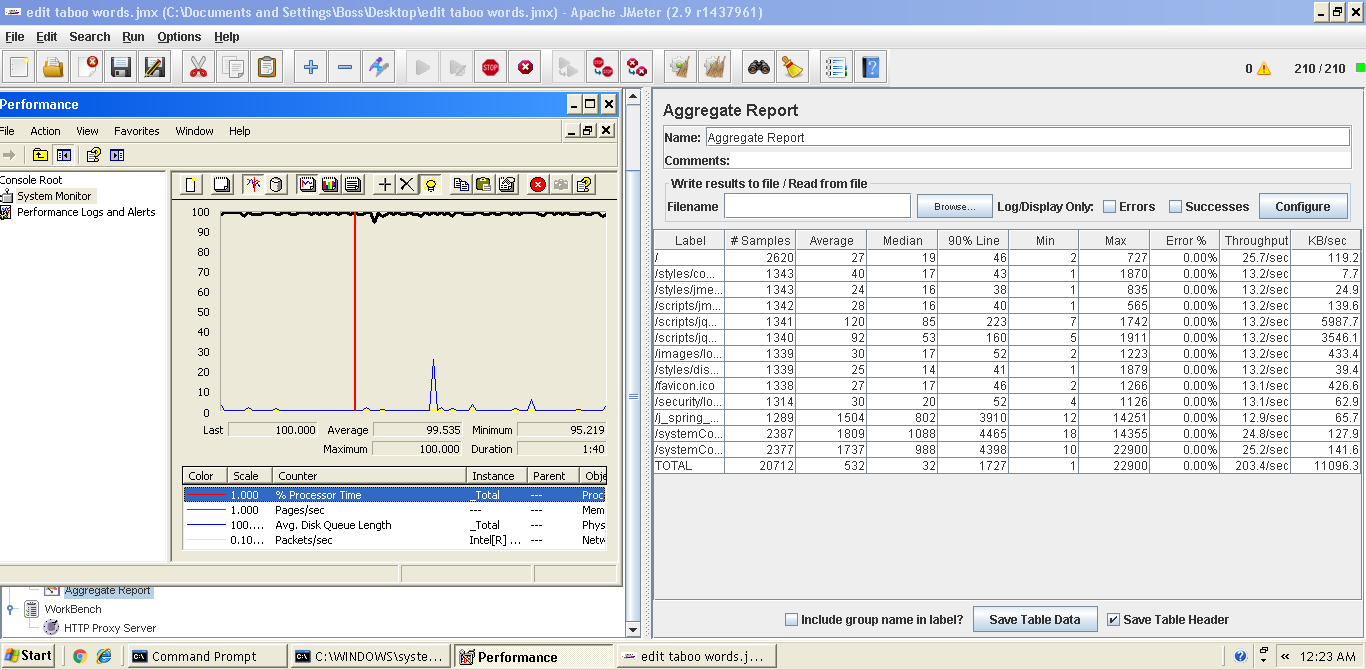 edit taboo words.jmx (C:\Documents and Settings\Boss\Desktop\edit taboo words.jmx) - Apache JMeter (2.9 r1437961)
File Edit Search Run Options Help
STOP STOP
0 210 / 210
Performance
File Action View Favorites Window Help
Console Root
System Monitor
Performance Logs and Alerts
100
90
80
70
60
50
40
30
20
10
0
Last 100.000 Average 99.535 Minimum 95.219
Maximum 100.000 Duration 1:40
Color Scale Counter Instance Parent Obje
1.000 % Processor Time _Total --- Proc
1.000 Pages/sec --- --- Mem
100.... Avg. Disk Queue Length _Total --- Phys
0.10... Packets/sec Intel[R] ... --- Netw
Aggregate Report
WorkBench
HTTP Proxy Server
Aggregate Report
Name: Aggregate Report
Comments:
Write results to file / Read from file
Filename Browse... Log/Display Only: Errors Successes Configure
Label # Samples Average Median 90% Line Min Max Error % Throughput KB/sec
/ 2620 27 19 46 2 727 0.00% 25.7/sec 119.2
/styles/co... 1343 40 17 43 1 1870 0.00% 13.2/sec 7.7
/styles/jme... 1343 24 16 38 1 835 0.00% 13.2/sec 24.9
/scripts/jm... 1342 28 16 40 1 565 0.00% 13.2/sec 139.6
/scripts/jq... 1341 120 85 223 7 1742 0.00% 13.2/sec 5987.7
/scripts/jq... 1340 92 53 160 5 1911 0.00% 13.2/sec 3546.1
/images/lo... 1339 30 17 52 2 1223 0.00% 13.2/sec 433.4
/styles/dis... 1339 25 14 41 1 1879 0.00% 13.2/sec 39.4
/favicon.ico 1338 27 17 46 2 1266 0.00% 13.1/sec 426.6
/security/lo... 1314 30 20 52 4 1126 0.00% 13.1/sec 62.9
/j_spring_... 1289 1504 802 3910 12 14251 0.00% 12.9/sec 65.7
/systemCo... 2387 1809 1088 4465 18 14355 0.00% 24.8/sec 127.9
/systemCo... 2377 1737 988 4398 10 22900 0.00% 25.2/sec 141.6
TOTAL 20712 532 32 1727 1 22900 0.00% 203.4/sec 11096.3
Include group name in label? Save Table Data Save Table Header
Start Command Prompt C:\WINDOWS\syste... Performance edit taboo words.j... « 12:23 AM